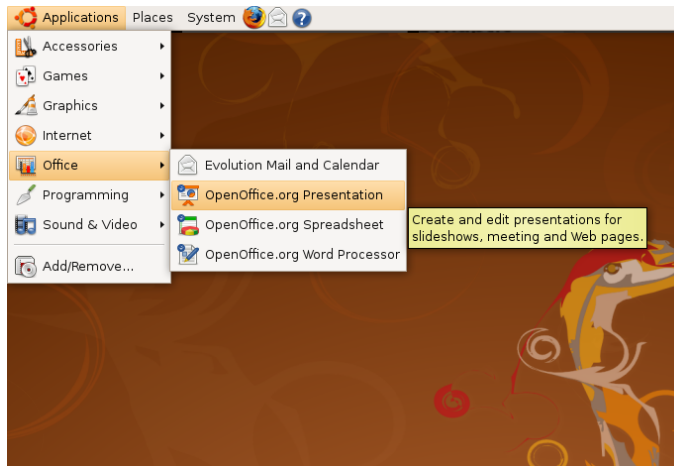 Applications Places System
Accessories
Games
Graphics
Internet
Office
Programming
Sound & Video
Add/Remove...
Evolution Mail and Calendar
OpenOffice.org Presentation
OpenOffice.org Spreadsheet
OpenOffice.org Word Processor
Create and edit presentations for
slideshows, meeting and Web pages.